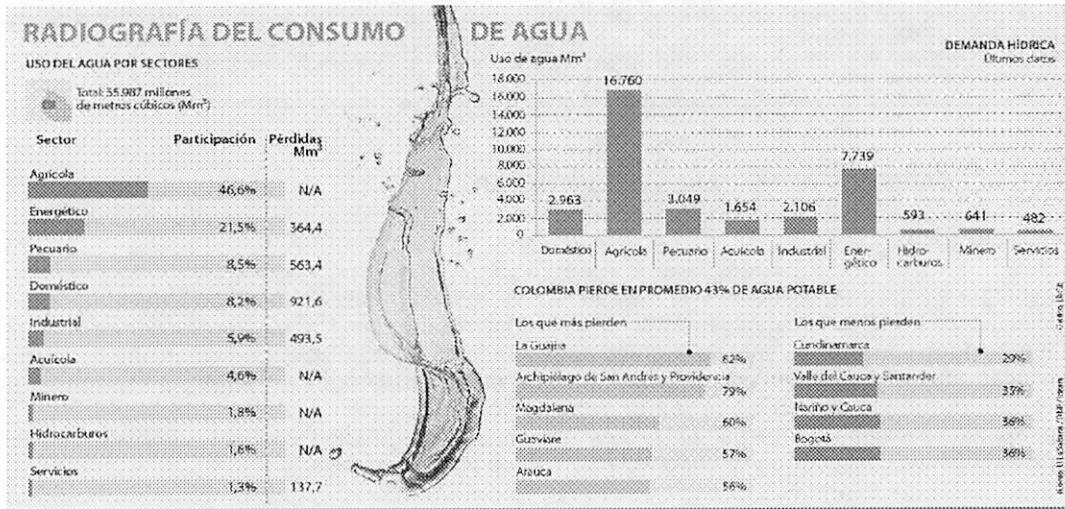 RADIOGRAFÍA DEL CONSUMO DE AGUA
USO DEL AGUA POR SECTORES
Total: 35.987 millones
de metros cúbicos (Mm³)
Sector Participación Pérdidas
Mm³
Agrícola
46,6% N/A
Energético
21,5% 364,4
Pecuario
8,5% 563,4
Doméstico
8,2% 921,6
Industrial
5,9% 493,5
Acuícola
4,6% N/A
Minero
1,8% N/A
Hidrocarburos
1,6% N/A
Servicios
1,3% 137,7
DEMANDA HÍDRICA
Últimos datos
Uso de agua Mm³
18.000
16.000
14.000
12.000
10.000
8.000
6.000
4.000
2.000
0
2.963 16.760 3.049 1.654 2.106 7.739 593 641 482
Doméstico Agrícola Pecuario Acuícola Industrial Ener- Hidro- Minero Servicios
gético carburos
COLOMBIA PIERDE EN PROMEDIO 43% DE AGUA POTABLE
Los que más pierden
La Guajira
82%
Archipiélago de San Andrés y Providencia
79%
Magdalena
60%
Guaviare
57%
Arauca
56%
Los que menos pierden
Cundinamarca
29%
Valle del Cauca y Santander
35%
Nariño y Cauca
36%
Bogotá
36%